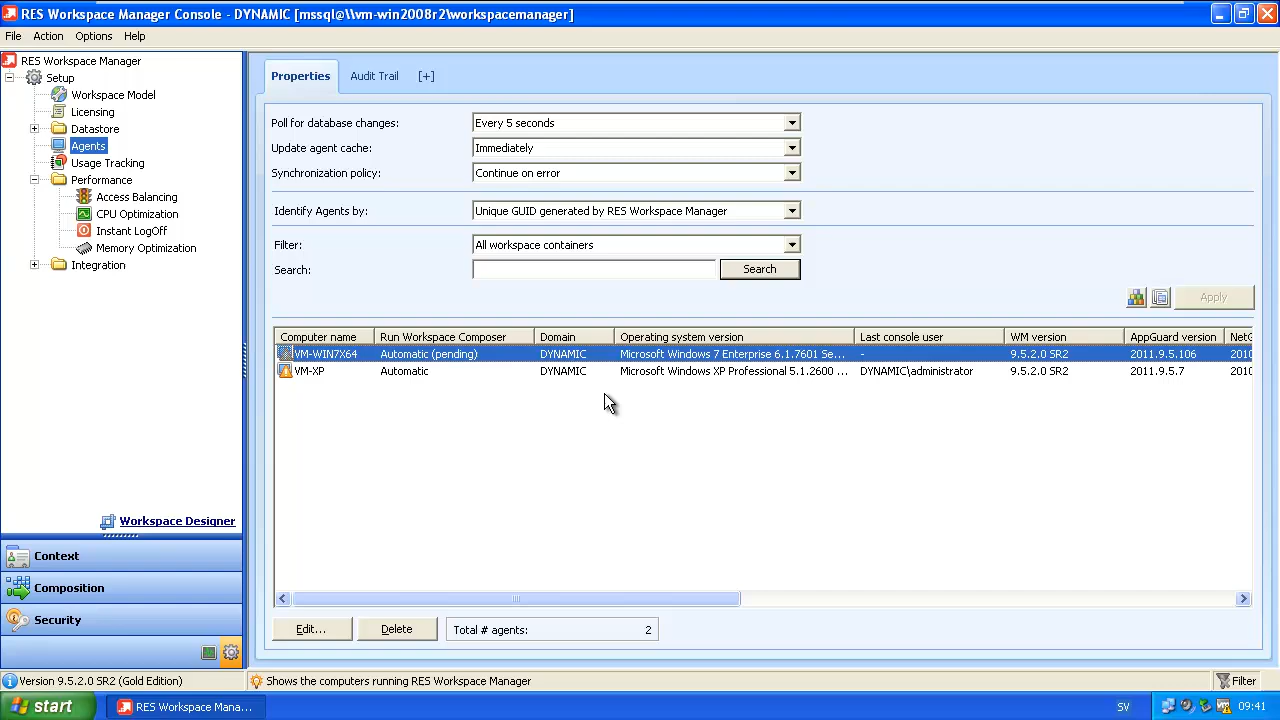 RES Workspace Manager Console - DYNAMIC [mssql@\\vm-win2008r2\workspacemanager]
File Action Options Help
RES Workspace Manager
Setup
Workspace Model
Licensing
Datastore
Agents
Usage Tracking
Performance
Access Balancing
CPU Optimization
Instant LogOff
Memory Optimization
Integration
Workspace Designer
Context
Composition
Security
Properties Audit Trail [+]
Poll for database changes: Every 5 seconds
Update agent cache: Immediately
Synchronization policy: Continue on error
Identify Agents by: Unique GUID generated by RES Workspace Manager
Filter: All workspace containers
Search: Search
Apply
Computer name Run Workspace Composer Domain Operating system version Last console user WM version AppGuard version NetG
VM-WIN7X64 Automatic (pending) DYNAMIC Microsoft Windows 7 Enterprise 6.1.7601 Se... - 9.5.2.0 SR2 2011.9.5.106 2010
VM-XP Automatic DYNAMIC Microsoft Windows XP Professional 5.1.2600 ... DYNAMIC\administrator 9.5.2.0 SR2 2011.9.5.7 2010
Edit... Delete Total # agents: 2
Version 9.5.2.0 SR2 (Gold Edition) Shows the computers running RES Workspace Manager Filter
start RES Workspace Mana... SV 09:41